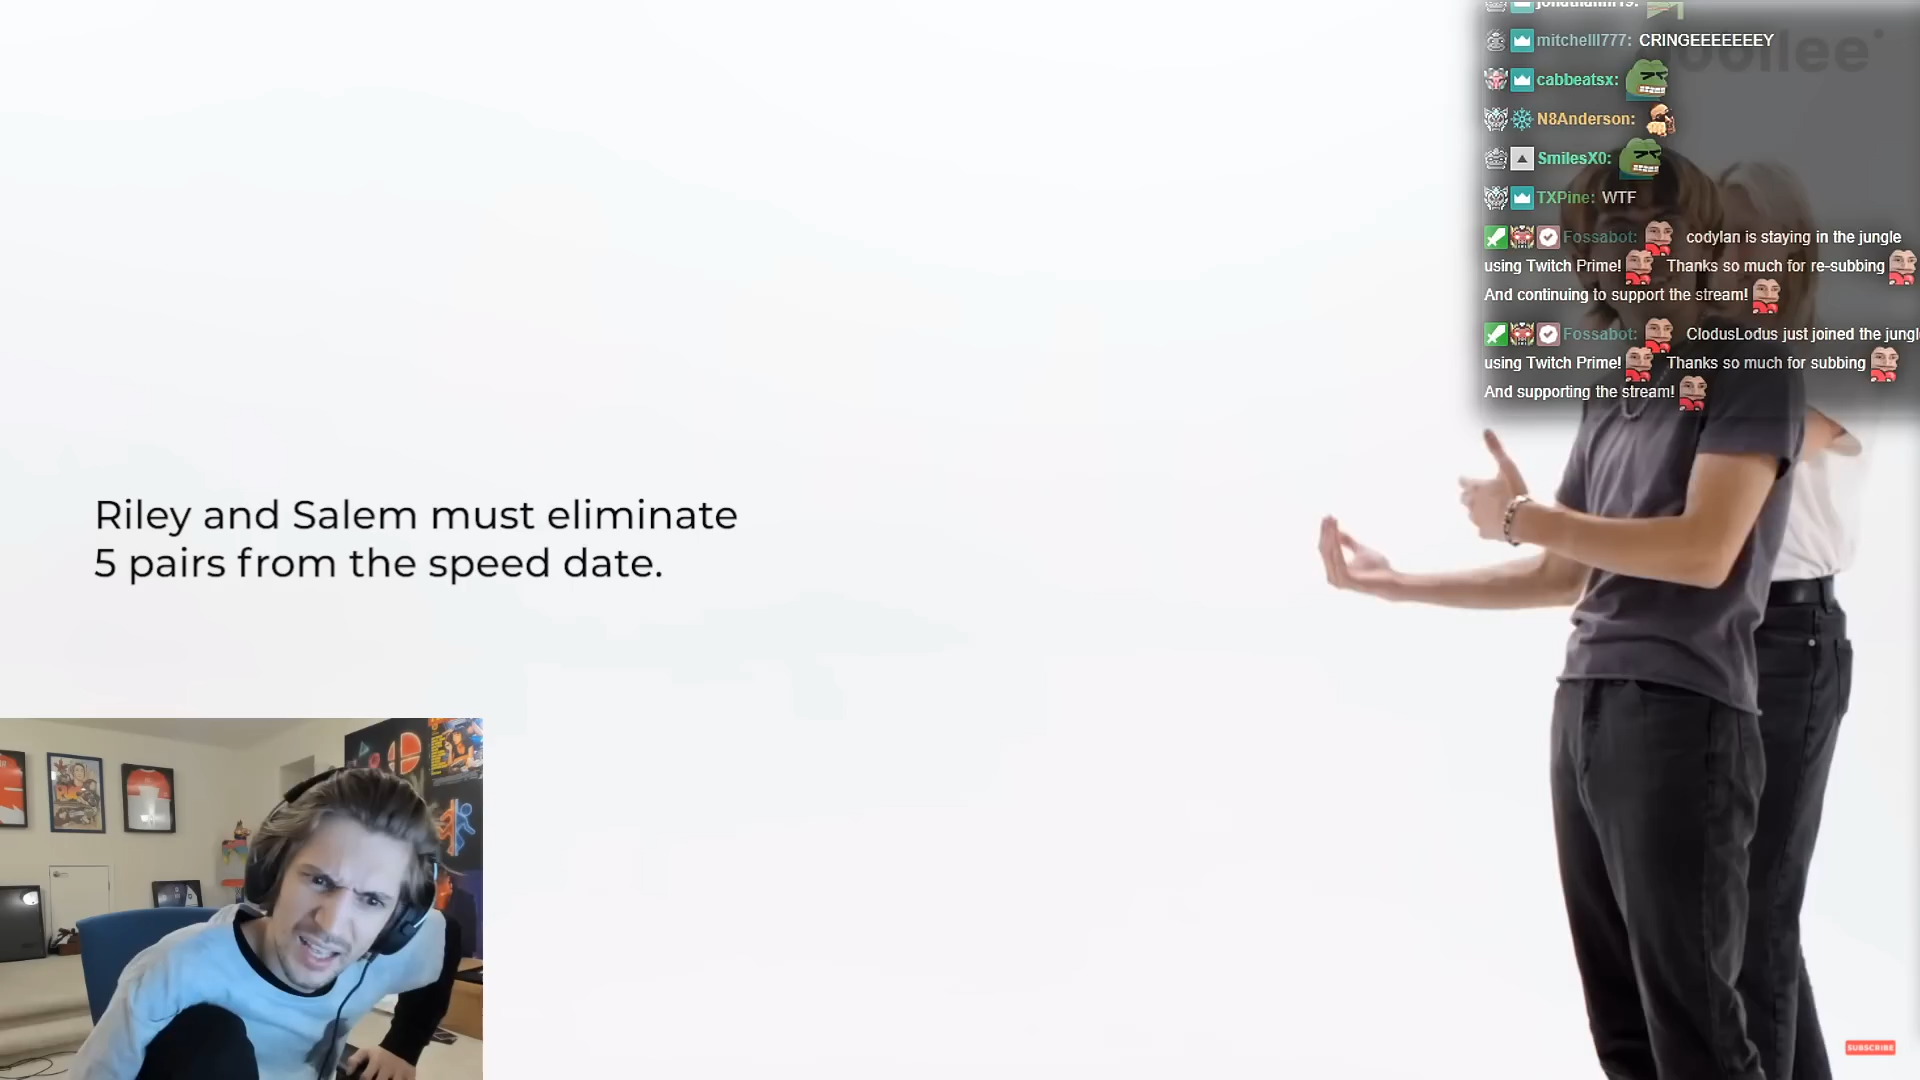 mitchelll777: CRINGEEEEEEEY
cabbeatsx:
N8Anderson:
SmilesX0:
TXPine: WTF
Fossabot: codylan is staying in the jungle
using Twitch Prime! Thanks so much for re-subbing
And continuing to support the stream!
Fossabot: ClodusLodus just joined the jungl
using Twitch Prime! Thanks so much for subbing
And supporting the stream!
Riley and Salem must eliminate
5 pairs from the speed date.
SUBSCRIBE